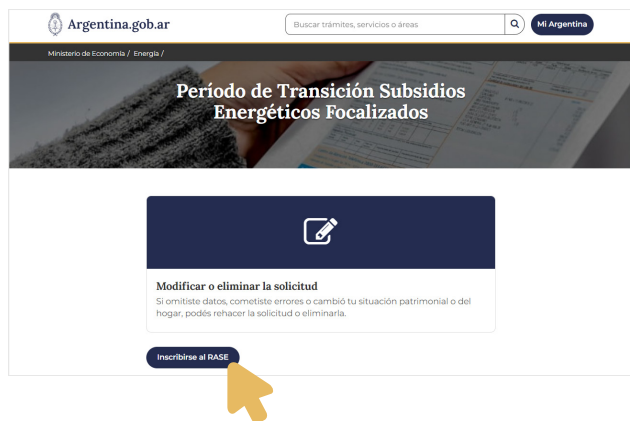 Argentina.gob.ar
Buscar trámites, servicios o áreas
Mi Argentina
Ministerio de Economía / Energía /
Período de Transición Subsidios
Energéticos Focalizados
Modificar o eliminar la solicitud
Si omitiste datos, cometiste errores o cambió tu situación patrimonial o del
hogar, podés rehacer la solicitud o eliminarla.
Inscribirse al RASE